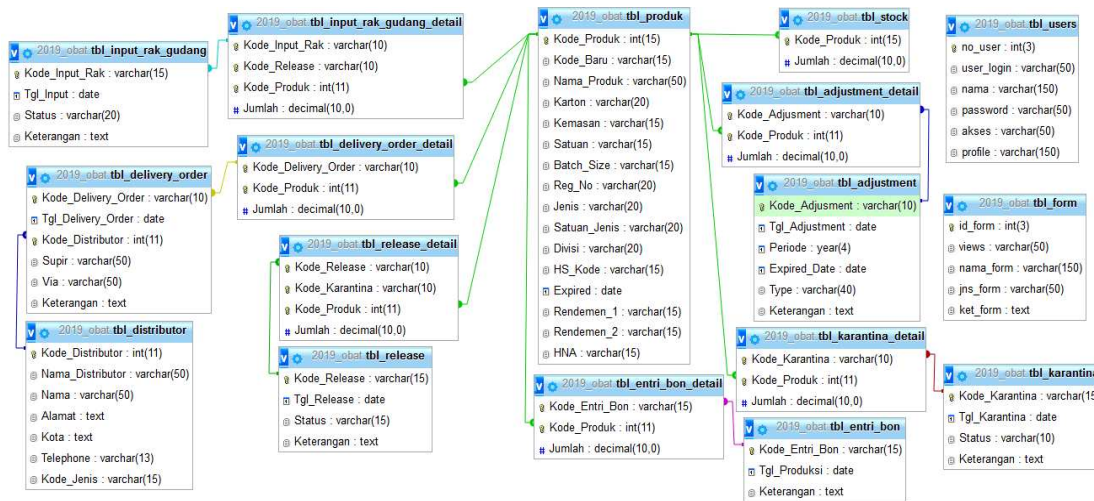 2019_obat tbl_input_rak_gudang
Kode_Input_Rak : varchar(15)
Tgl_Input : date
Status : varchar(20)
Keterangan : text
2019_obat tbl_input_rak_gudang_detail
Kode_Input_Rak : varchar(10)
Kode_Release : varchar(10)
Kode_Produk : int(11)
# Jumlah : decimal(10,0)
2019_obat tbl_delivery_order
Kode_Delivery_Order : varchar(10)
Tgl_Delivery_Order : date
Kode_Distributor : int(11)
Supir : varchar(50)
Via : varchar(50)
Keterangan : text
2019_obat tbl_delivery_order_detail
Kode_Delivery_Order : varchar(10)
Kode_Produk : int(11)
# Jumlah : decimal(10,0)
2019_obat tbl_distributor
Kode_Distributor : int(11)
Nama_Distributor : varchar(50)
Nama : varchar(50)
Alamat : text
Kota : text
Telephone : varchar(13)
Kode_Jenis : varchar(15)
2019_obat tbl_release_detail
Kode_Release : varchar(10)
Kode_Karantina : varchar(10)
Kode_Produk : int(11)
# Jumlah : decimal(10,0)
2019_obat tbl_release
Kode_Release : varchar(15)
Tgl_Release : date
Status : varchar(15)
Keterangan : text
2019_obat tbl_produk
Kode_Produk : int(15)
Kode_Baru : varchar(15)
Nama_Produk : varchar(50)
Karton : varchar(20)
Kemasan : varchar(15)
Satuan : varchar(15)
Batch_Size : varchar(15)
Reg_No : varchar(20)
Jenis : varchar(20)
Satuan_Jenis : varchar(20)
Divisi : varchar(20)
HS_Kode : varchar(15)
Expired : date
Rendemen_1 : varchar(15)
Rendemen_2 : varchar(15)
HNA : varchar(15)
2019_obat tbl_entri_bon_detail
Kode_Entri_Bon : varchar(15)
Kode_Produk : int(11)
# Jumlah : decimal(10,0)
2019_obat tbl_stock
Kode_Produk : int(15)
# Jumlah : decimal(10,0)
2019_obat tbl_adjustment_detail
Kode_Adjusment : varchar(10)
Kode_Produk : int(11)
# Jumlah : decimal(10,0)
2019_obat tbl_adjustment
Kode_Adjusment : varchar(10)
Tgl_Adjustment : date
Periode : year(4)
Expired_Date : date
Type : varchar(40)
Keterangan : text
2019_obat tbl_karantina_detail
Kode_Karantina : varchar(10)
Kode_Produk : int(11)
# Jumlah : decimal(10,0)
2019_obat tbl_entri_bon
Kode_Entri_Bon : varchar(15)
Tgl_Produksi : date
Keterangan : text
2019_obat tbl_users
no_user : int(3)
user_login : varchar(50)
nama : varchar(150)
password : varchar(50)
akses : varchar(50)
profile : varchar(150)
2019_obat tbl_form
id_form : int(3)
views : varchar(50)
nama_form : varchar(150)
jns_form : varchar(50)
ket_form : text
2019_obat tbl_karantina
Kode_Karantina : varchar(15
Tgl_Karantina : date
Status : varchar(10)
Keterangan : text